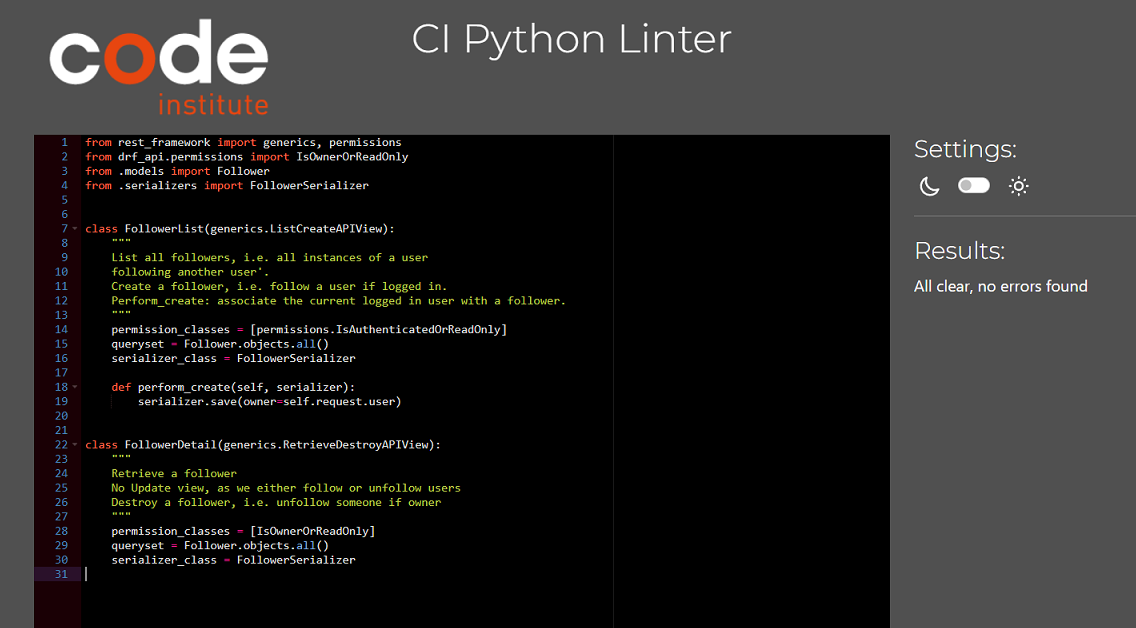 code
institute
CI Python Linter
1 from rest_framework import generics, permissions
2 from drf_api.permissions import IsOwnerOrReadOnly
3 from .models import Follower
4 from .serializers import FollowerSerializer
5
6
7 class FollowerList(generics.ListCreateAPIView):
8     """
9     List all followers, i.e. all instances of a user
10     following another user'.
11     Create a follower, i.e. follow a user if logged in.
12     Perform_create: associate the current logged in user with a follower.
13     """
14     permission_classes = [permissions.IsAuthenticatedOrReadOnly]
15     queryset = Follower.objects.all()
16     serializer_class = FollowerSerializer
17
18     def perform_create(self, serializer):
19         serializer.save(owner=self.request.user)
20
21
22 class FollowerDetail(generics.RetrieveDestroyAPIView):
23     """
24     Retrieve a follower
25     No Update view, as we either follow or unfollow users
26     Destroy a follower, i.e. unfollow someone if owner
27     """
28     permission_classes = [IsOwnerOrReadOnly]
29     queryset = Follower.objects.all()
30     serializer_class = FollowerSerializer
31
Settings:
Results:
All clear, no errors found